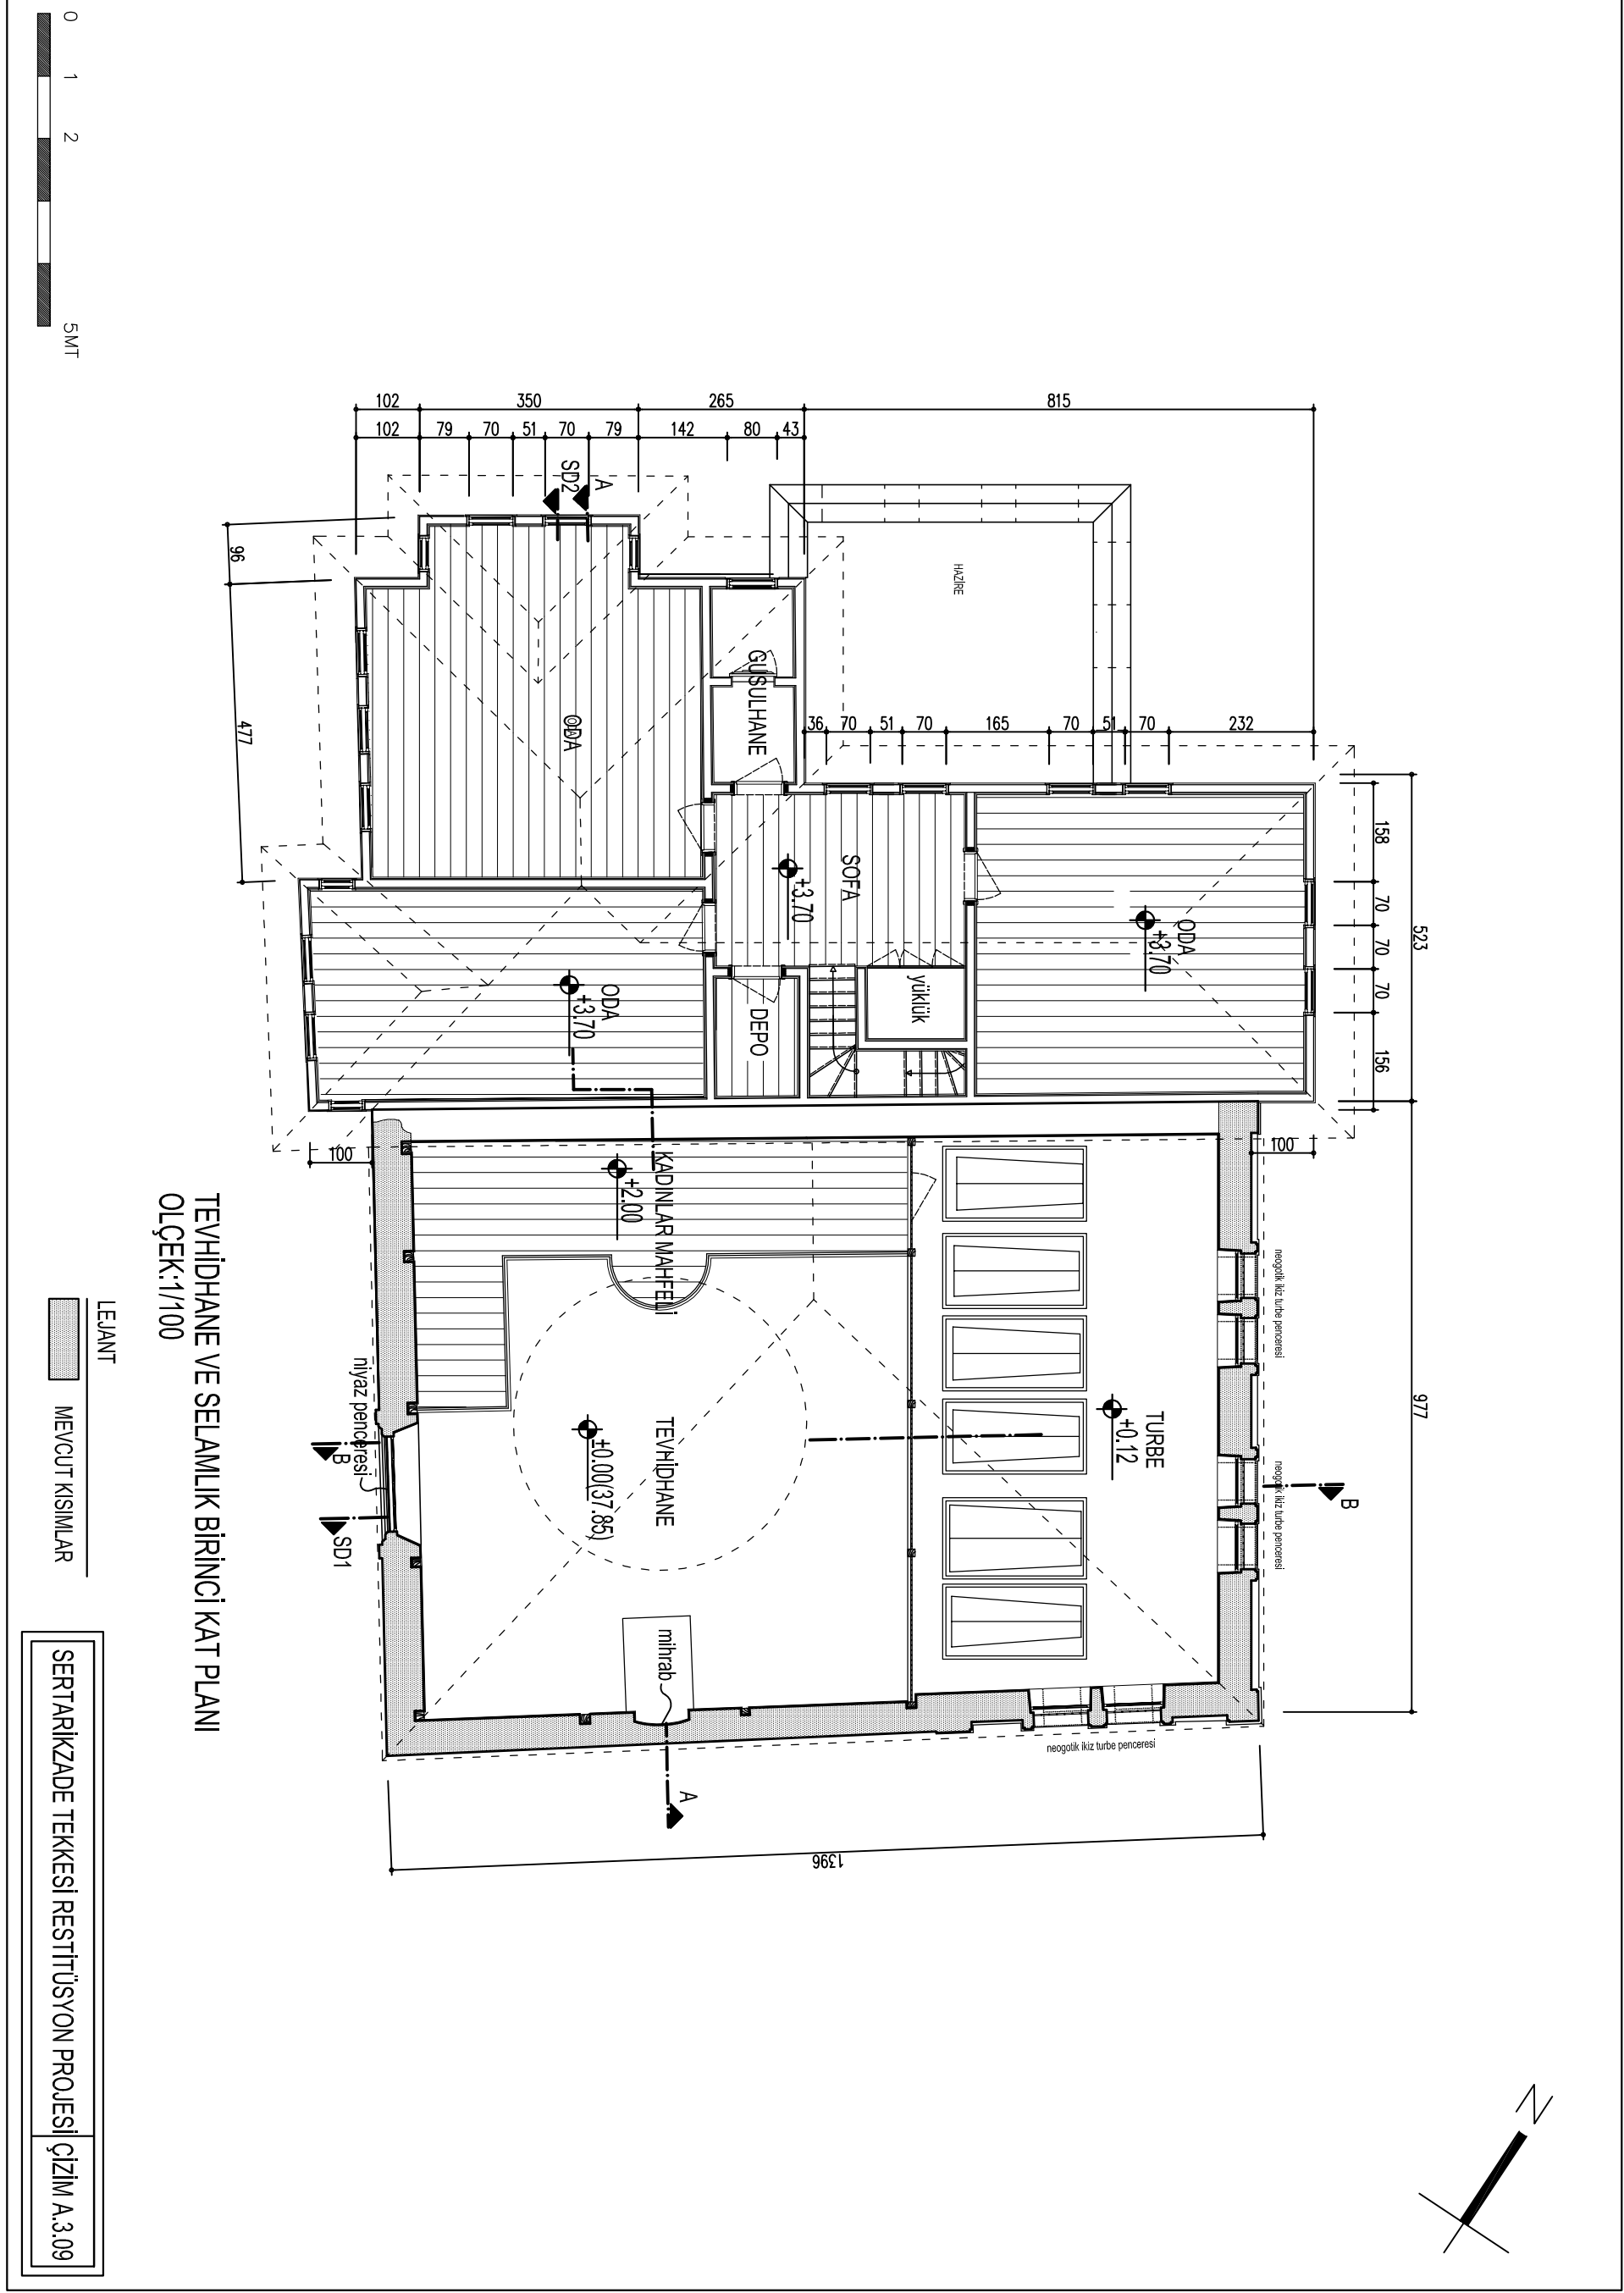 0 1 2 5MT
102 350 265 815
102 79 70 51 70 79 142 80 43
SD2
A
96
477
HAZİRE
GUSULHANE
36 70 51 70 165 70 51 70 232
ODA
SOFA
+3.70
ODA
+3.70
ODA
+3.70
DEPO
yüklük
158
70
70
70
156
523
977
100
100
KADINLAR MAHFELİ
+2.00
TEVHİDHANE
±0.00(37.85)
TURBE
+0.12
neogotik ikiz turbe penceresi
neogotik ikiz turbe penceresi
neogotik ikiz turbe penceresi
niyaz penceresi
B
SD1
B
mihrab
A
1396
TEVHİDHANE VE SELAMLIK BİRİNCİ KAT PLANI
OLÇEK:1/100
LEJANT
MEVCUT KISIMLAR
SERTARİKZADE TEKKESİ RESTİTÜSYON PROJESİ
ÇİZİM A.3.09
N